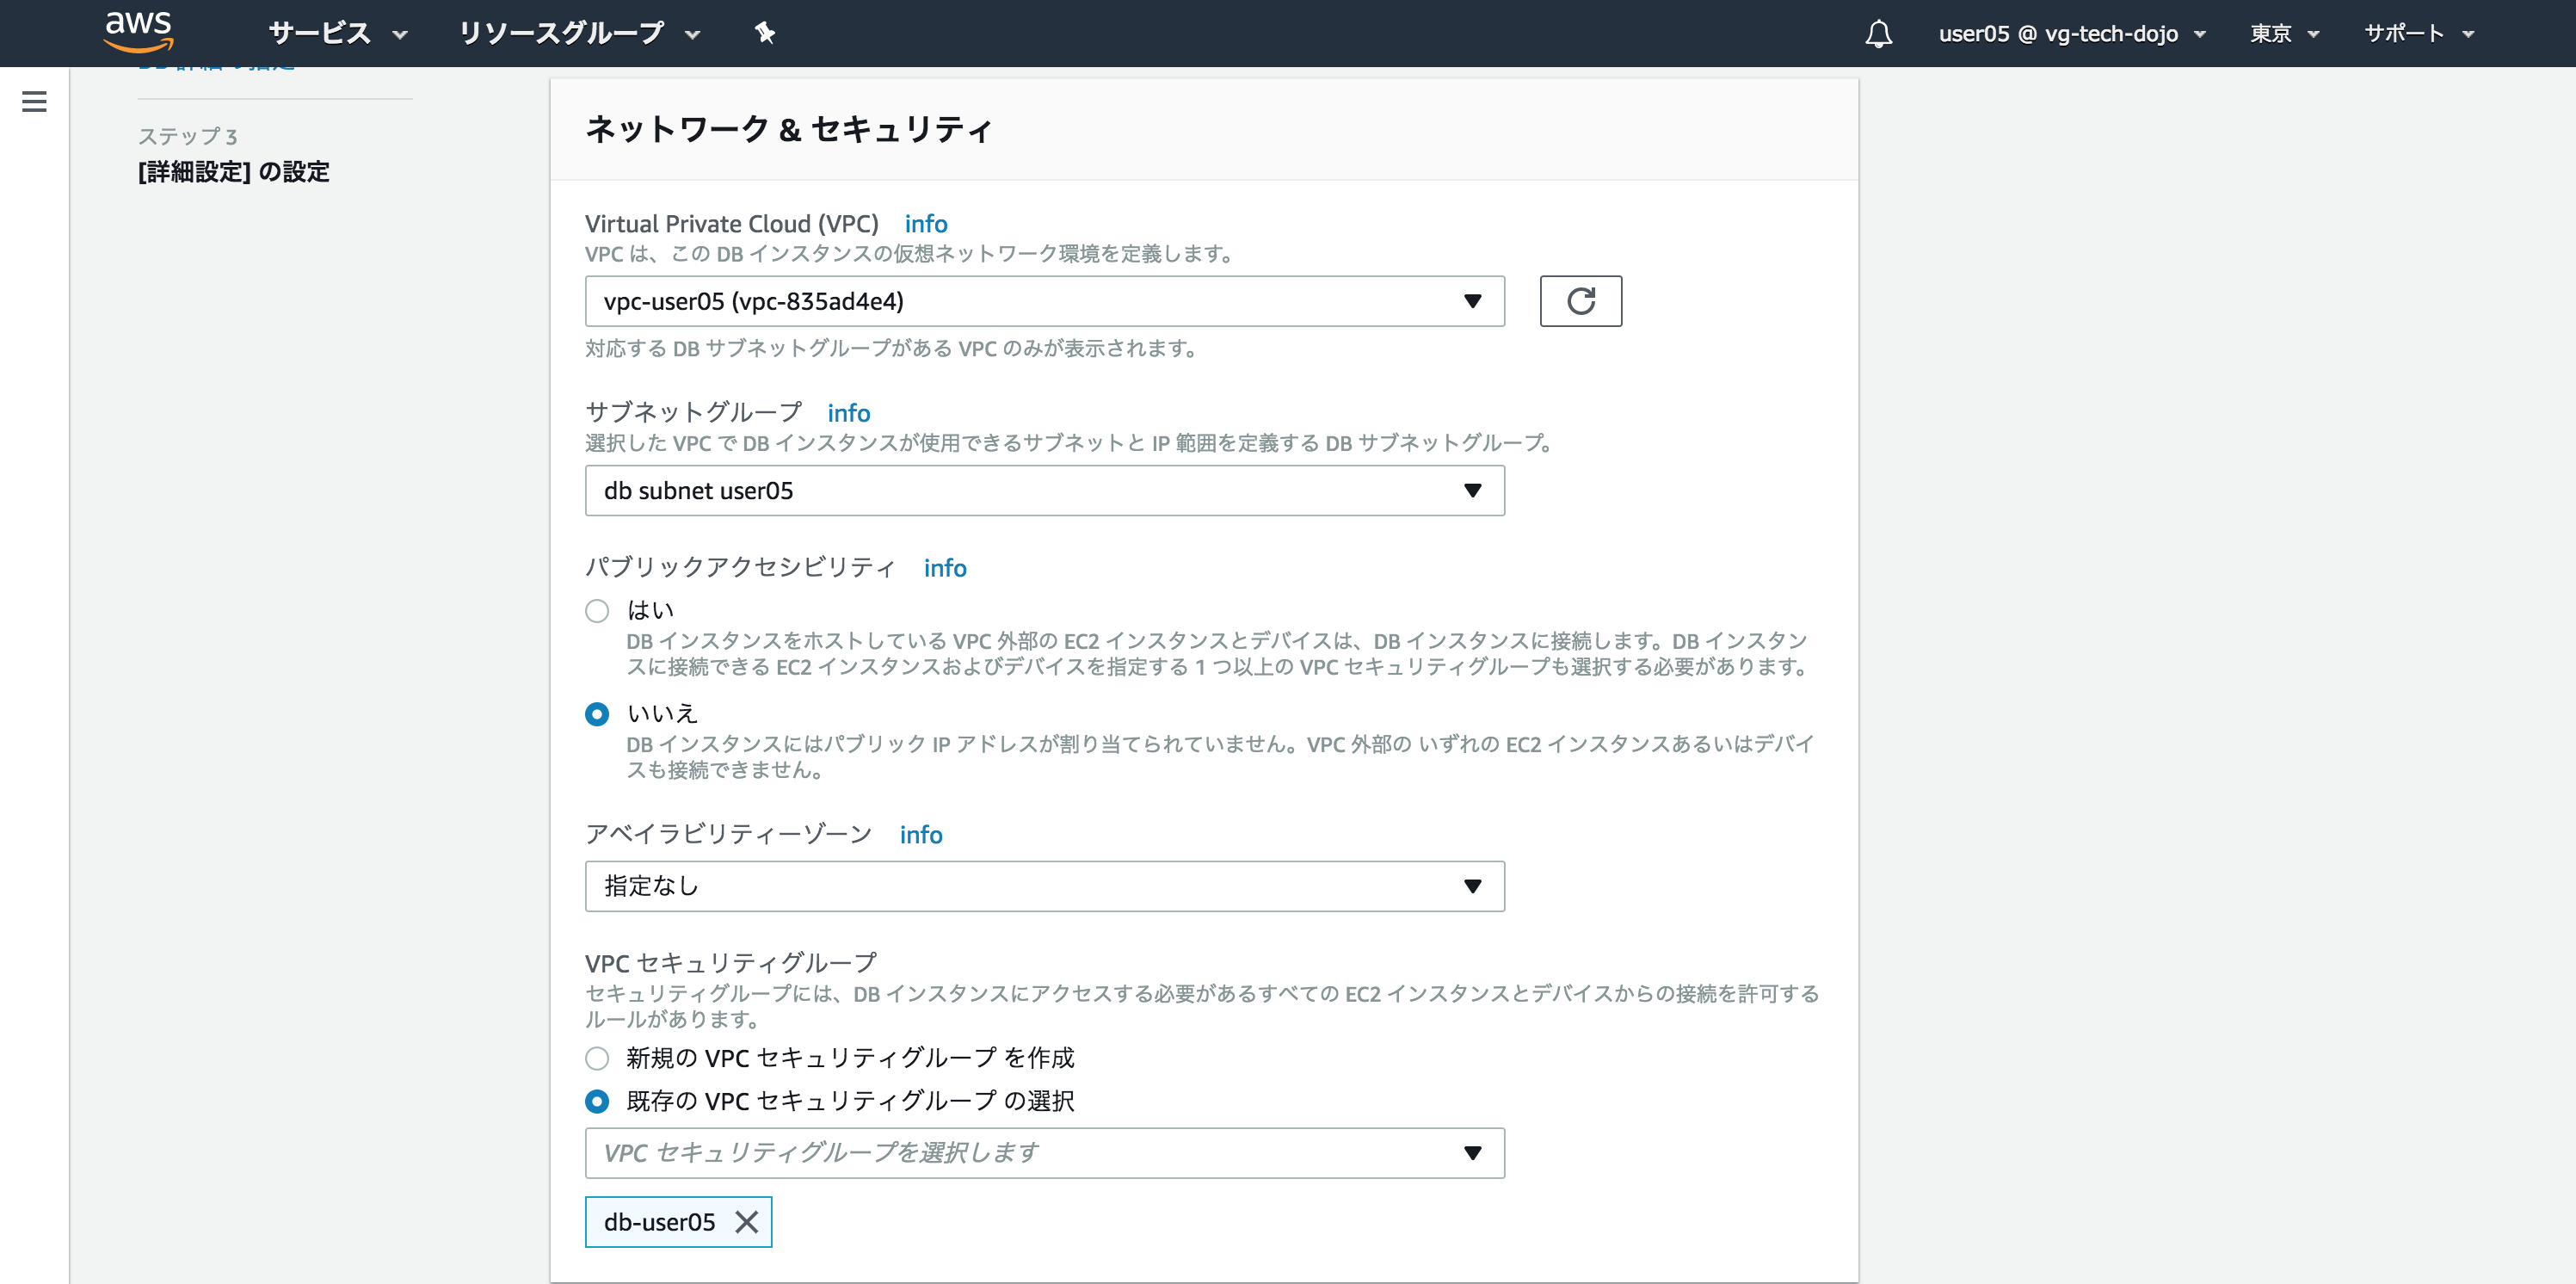 aws
サービス
リソースグループ
user05 @ vg-tech-dojo
東京
サポート
DB 詳細の指定
ステップ 3
[詳細設定] の設定
ネットワーク & セキュリティ
Virtual Private Cloud (VPC) info
VPC は、この DB インスタンスの仮想ネットワーク環境を定義します。
vpc-user05 (vpc-835ad4e4)
対応する DB サブネットグループがある VPC のみが表示されます。
サブネットグループ info
選択した VPC で DB インスタンスが使用できるサブネットと IP 範囲を定義する DB サブネットグループ。
db subnet user05
パブリックアクセシビリティ info
はい
DB インスタンスをホストしている VPC 外部の EC2 インスタンスとデバイスは、DB インスタンスに接続します。DB インスタン
スに接続できる EC2 インスタンスおよびデバイスを指定する 1 つ以上の VPC セキュリティグループも選択する必要があります。
いいえ
DB インスタンスにはパブリック IP アドレスが割り当てられていません。VPC 外部の いずれの EC2 インスタンスあるいはデバイ
スも接続できません。
アベイラビリティーゾーン info
指定なし
VPC セキュリティグループ
セキュリティグループには、DB インスタンスにアクセスする必要があるすべての EC2 インスタンスとデバイスからの接続を許可する
ルールがあります。
新規の VPC セキュリティグループ を作成
既存の VPC セキュリティグループ の選択
VPC セキュリティグループを選択します
db-user05